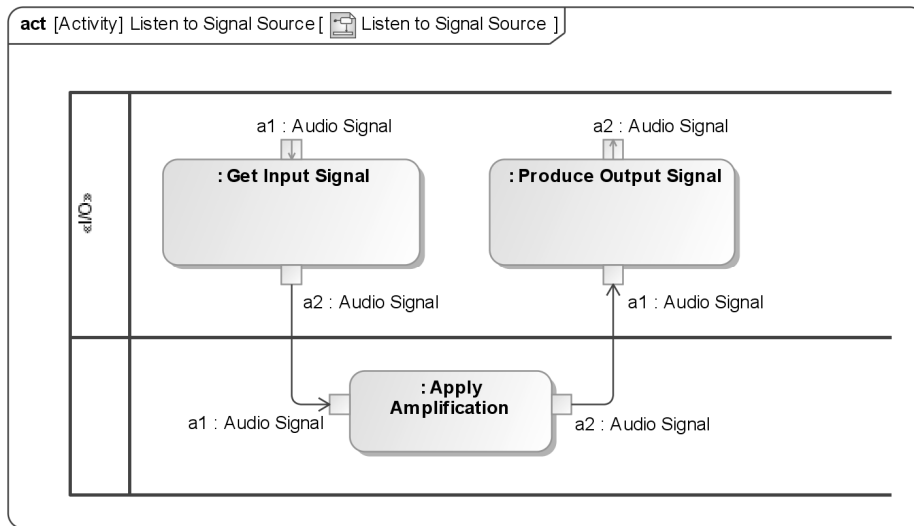 act [Activity] Listen to Signal Source [ Listen to Signal Source ]
a1 : Audio Signal
a2 : Audio Signal
: Get Input Signal
: Produce Output Signal
«I/O»
a2 : Audio Signal
a1 : Audio Signal
: Apply
Amplification
a1 : Audio Signal
a2 : Audio Signal